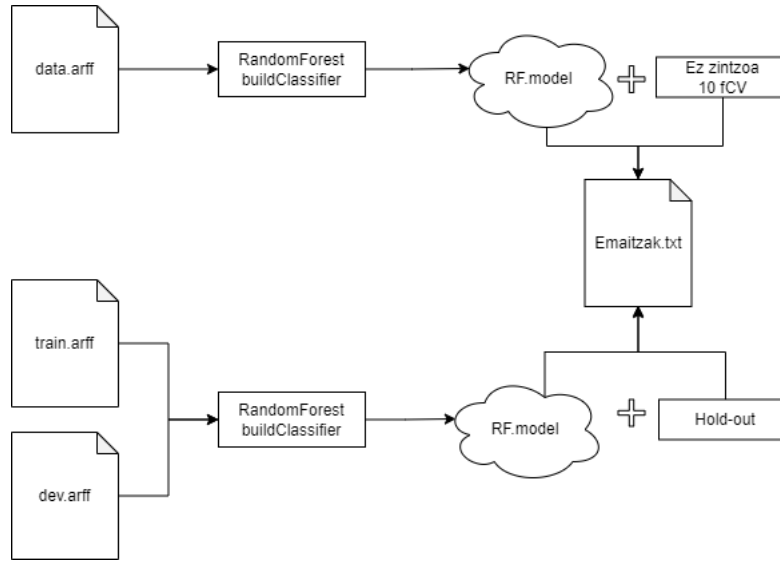 data.arff
RandomForest
buildClassifier
RF.model
Ez zintzoa
10 fCV
Emaitzak.txt
train.arff
RandomForest
buildClassifier
RF.model
Hold-out
dev.arff